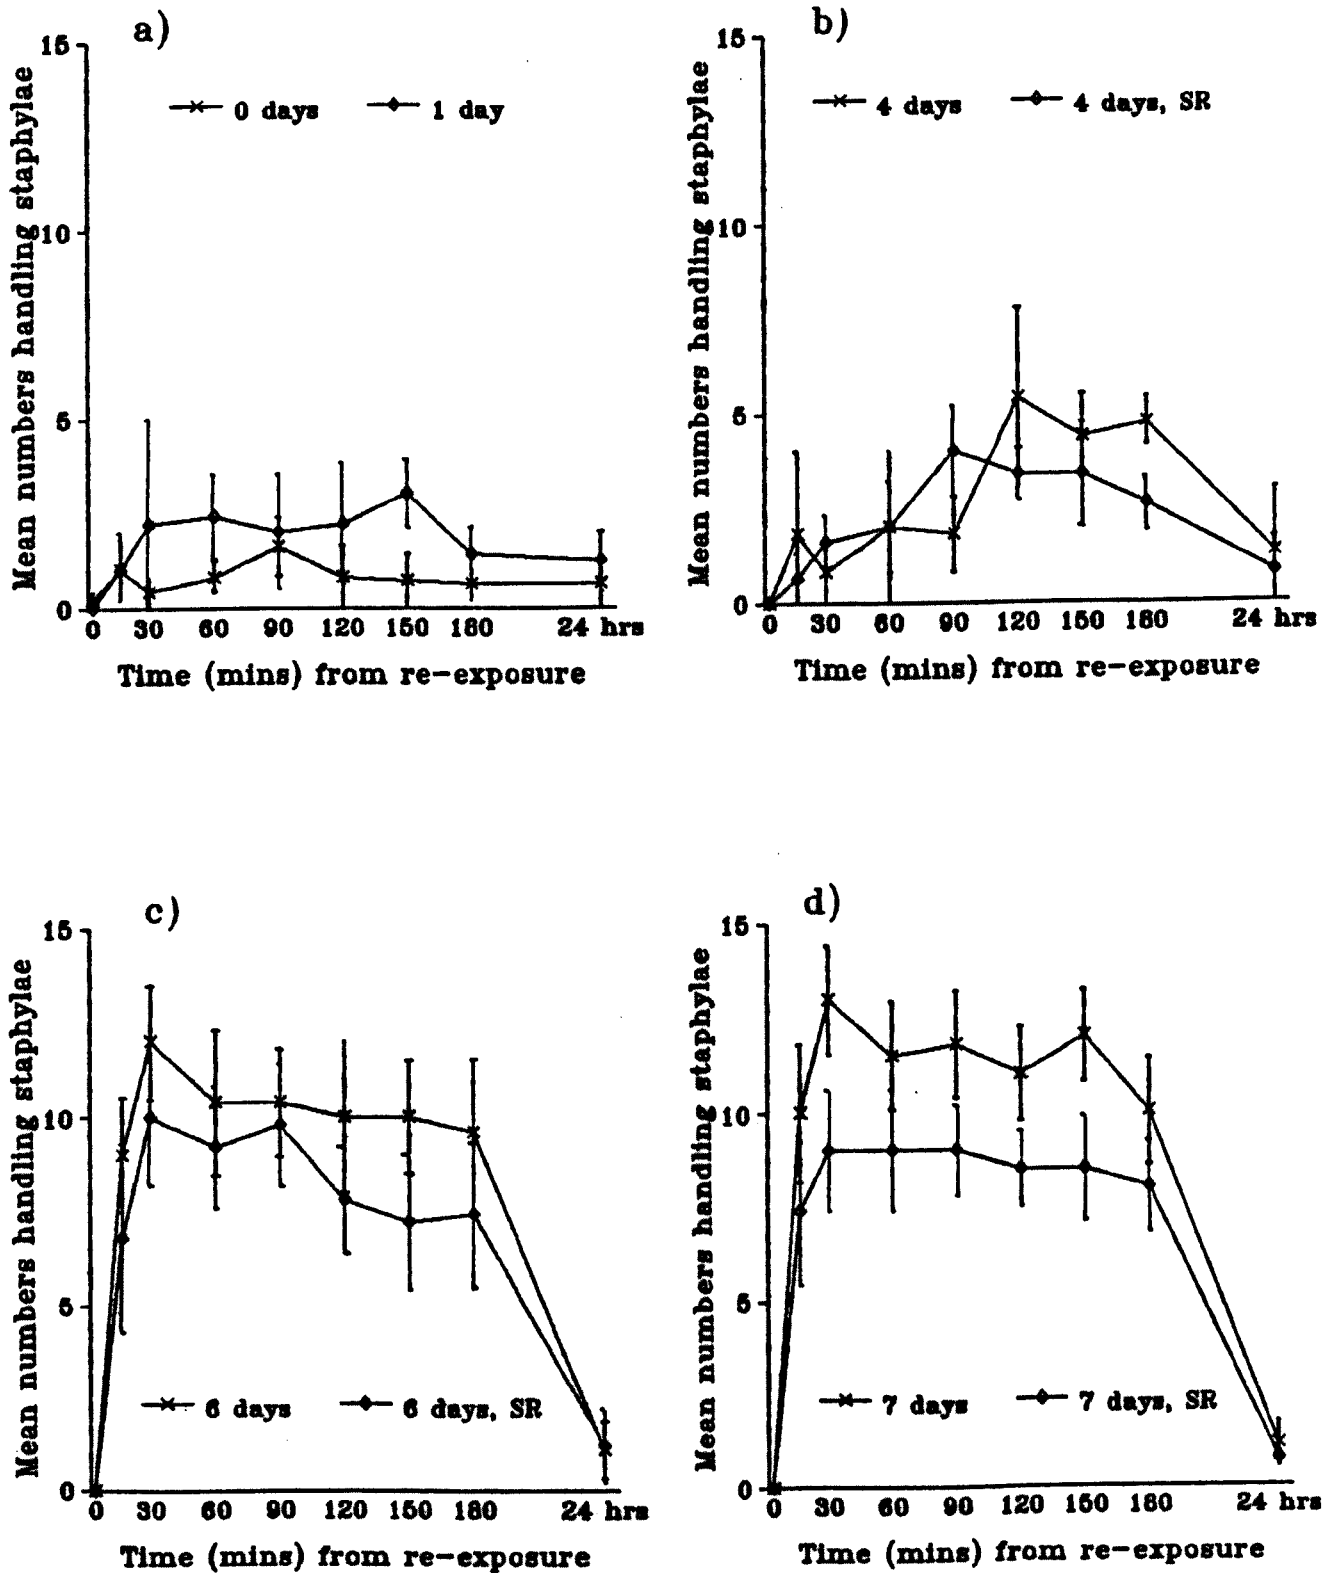 a)
Mean numbers handling staphylae
15
10
5
0
0 days 1 day
0 30 60 90 120 150 180 24 hrs
Time (mins) from re-exposure
b)
Mean numbers handling staphylae
15
10
5
0
4 days 4 days, SR
0 30 60 90 120 150 180 24 hrs
Time (mins) from re-exposure
c)
Mean numbers handling staphylae
15
10
5
0
6 days 6 days, SR
0 30 60 90 120 150 180 24 hrs
Time (mins) from re-exposure
d)
Mean numbers handling staphylae
15
10
5
0
7 days 7 days, SR
0 30 60 90 120 150 180 24 hrs
Time (mins) from re-exposure